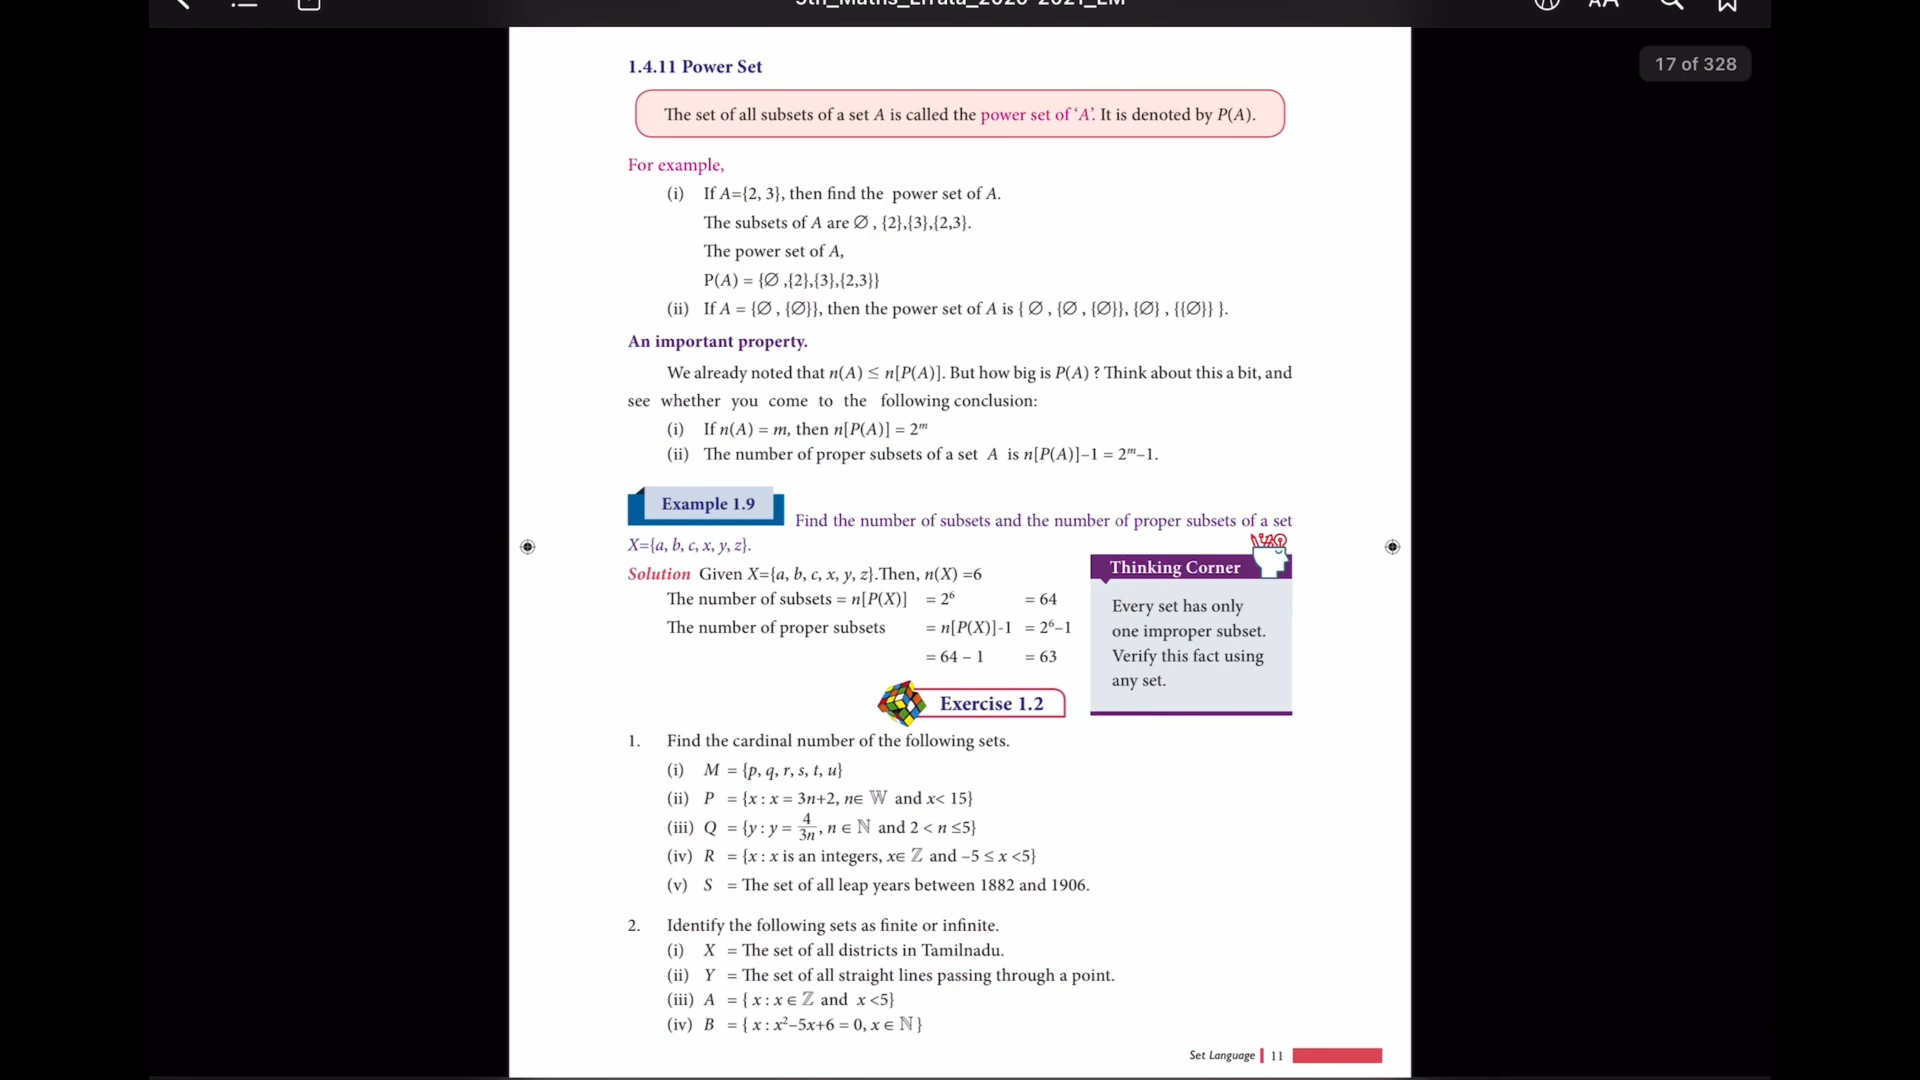 9th_Maths_Errata_2020-2021_EM
AA
17 of 328
1.4.11 Power Set
The set of all subsets of a set A is called the power set of ‘A’. It is denoted by P(A).
For example,
(i) If A={2, 3}, then find the power set of A.
The subsets of A are ∅ , {2},{3},{2,3}.
The power set of A,
P(A) = {∅ ,{2},{3},{2,3}}
(ii) If A = {∅ , {∅}}, then the power set of A is { ∅ , {∅ , {∅}}, {∅} , {{∅}} }.
An important property.
We already noted that n(A) ≤ n[P(A)]. But how big is P(A) ? Think about this a bit, and
see whether you come to the following conclusion:
(i) If n(A) = m, then n[P(A)] = 2ᵐ
(ii) The number of proper subsets of a set A is n[P(A)]–1 = 2ᵐ–1.
Example 1.9
Find the number of subsets and the number of proper subsets of a set
X={a, b, c, x, y, z}.
Solution Given X={a, b, c, x, y, z}.Then, n(X) =6
The number of subsets = n[P(X)] = 2⁶ = 64
The number of proper subsets = n[P(X)]-1 = 2⁶–1
= 64 – 1 = 63
Thinking Corner
Every set has only
one improper subset.
Verify this fact using
any set.
Exercise 1.2
1. Find the cardinal number of the following sets.
(i) M = {p, q, r, s, t, u}
(ii) P = {x : x = 3n+2, n∈ 𝕎 and x< 15}
(iii) Q = {y : y = 4/3n , n ∈ ℕ and 2 < n ≤5}
(iv) R = {x : x is an integers, x∈ ℤ and –5 ≤ x <5}
(v) S = The set of all leap years between 1882 and 1906.
2. Identify the following sets as finite or infinite.
(i) X = The set of all districts in Tamilnadu.
(ii) Y = The set of all straight lines passing through a point.
(iii) A = { x : x ∈ ℤ and x <5}
(iv) B = { x : x²–5x+6 = 0, x ∈ ℕ }
Set Language 11